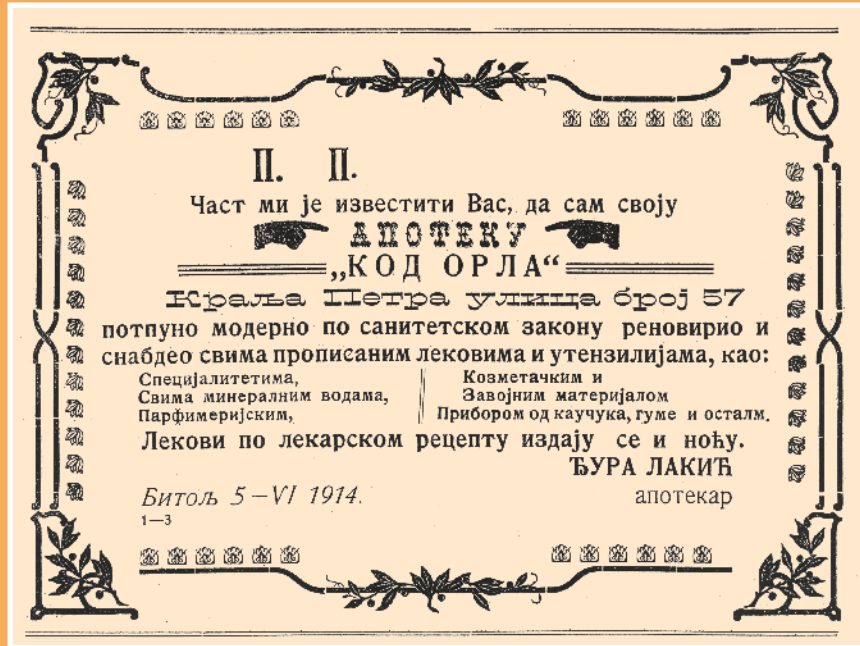 П. П.
Част ми је известити Вас, да сам своју
АПОТЕКУ
„КОД ОРЛА“
Краља Петра улица број 57
потпуно модерно по санитетском закону реновирио и
снабдео свима прописаним лековима и утензилијама, као:
Специјалитетима,
Свима минералним водама,
Парфимеријским,
Козметачким и
Завојним материјалом
Прибором од каучука, гуме и осталм.
Лекови по лекарском рецепту издају се и ноћу.
ЂУРА ЛАКИЋ
Битољ 5–VI 1914. апотекар
1—3